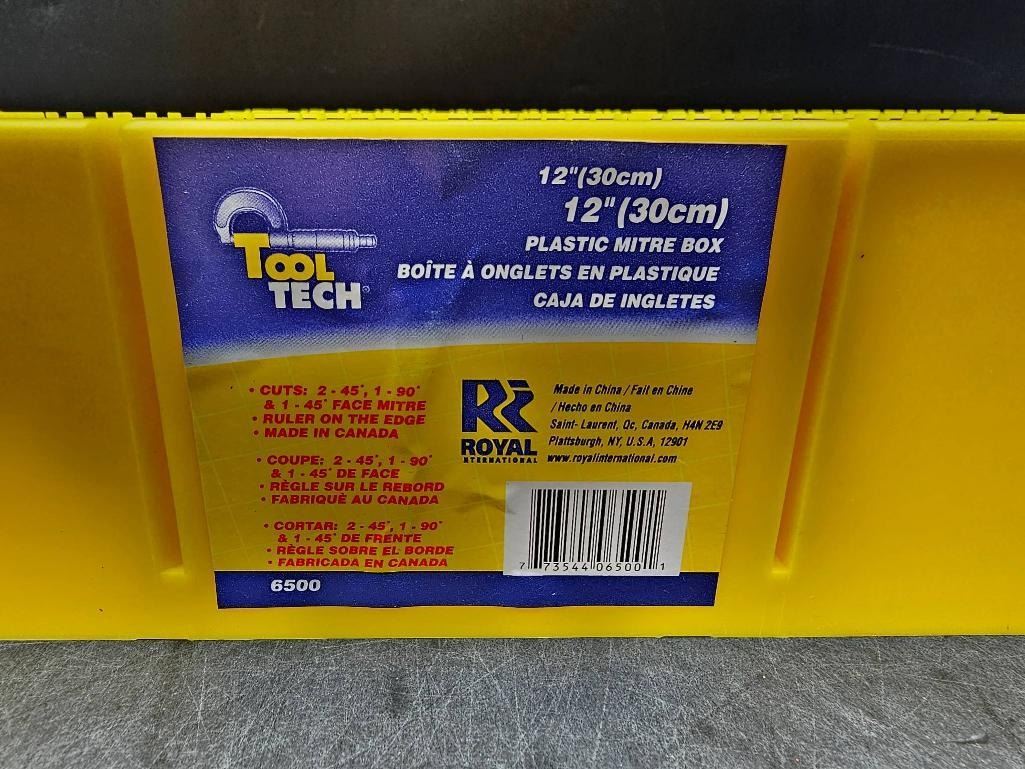 12"(30cm)
12"(30cm)
PLASTIC MITRE BOX
BOÎTE À ONGLETS EN PLASTIQUE
CAJA DE INGLETES
TOOL
TECH®
• CUTS: 2 - 45°, 1 - 90°
& 1 - 45° FACE MITRE
• RULER ON THE EDGE
• MADE IN CANADA
• COUPE: 2 - 45°, 1 - 90°
& 1 - 45° DE FACE
• RÈGLE SUR LE REBORD
• FABRIQUÈ AU CANADA
• CORTAR: 2 - 45°, 1 - 90°
& 1 - 45° DE FRENTE
• RÈGLE SOBRE EL BORDE
• FABRICADA EN CANADA
6500
RI
ROYAL
INTERNATIONAL
Made in China / Fait en Chine
/ Hecho en China
Saint- Laurent, Qc, Canada, H4N 2E9
Plattsburgh, NY, U.S.A, 12901
www.royalinternational.com
7 73544 06500 1